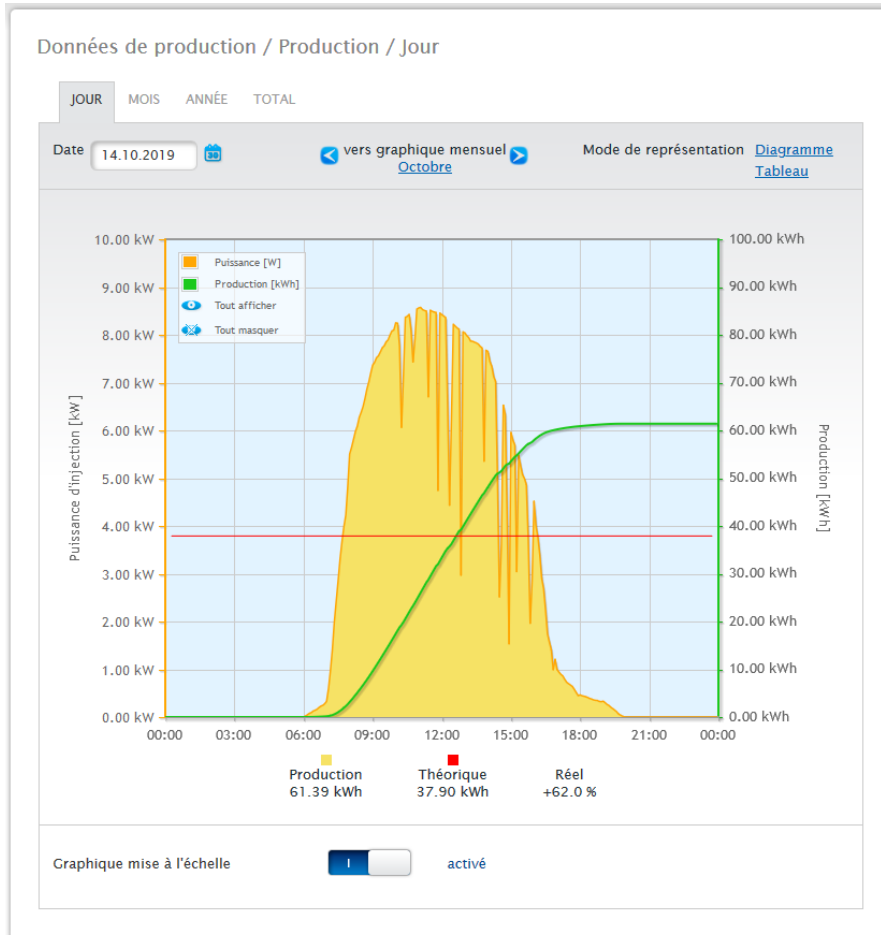 Données de production / Production / Jour
JOUR MOIS ANNÉE TOTAL
Date 14.10.2019 30 vers graphique mensuel Mode de représentation Diagramme
Octobre Tableau
10.00 kW 100.00 kWh
Puissance [W]
9.00 kW Production [kWh] 90.00 kWh
Tout afficher
8.00 kW Tout masquer 80.00 kWh
7.00 kW 70.00 kWh
6.00 kW 60.00 kWh
5.00 kW 50.00 kWh
4.00 kW 40.00 kWh
3.00 kW 30.00 kWh
2.00 kW 20.00 kWh
1.00 kW 10.00 kWh
0.00 kW 0.00 kWh
Puissance d'injection [kW]
Production [kWh]
00:00 03:00 06:00 09:00 12:00 15:00 18:00 21:00 00:00
Production Théorique Réel
61.39 kWh 37.90 kWh +62.0 %
Graphique mise à l'échelle I activé